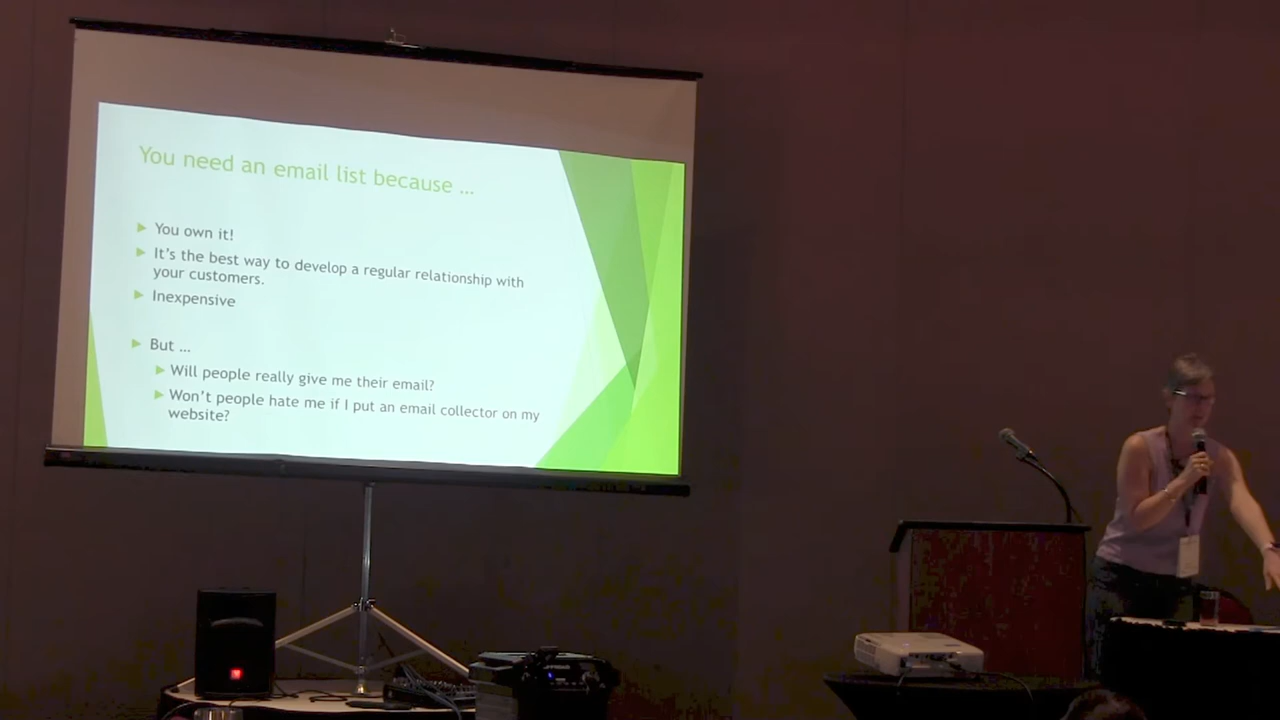 You need an email list because ...
You own it!
It's the best way to develop a regular relationship with
your customers.
Inexpensive
But ...
Will people really give me their email?
Won't people hate me if I put an email collector on my
website?